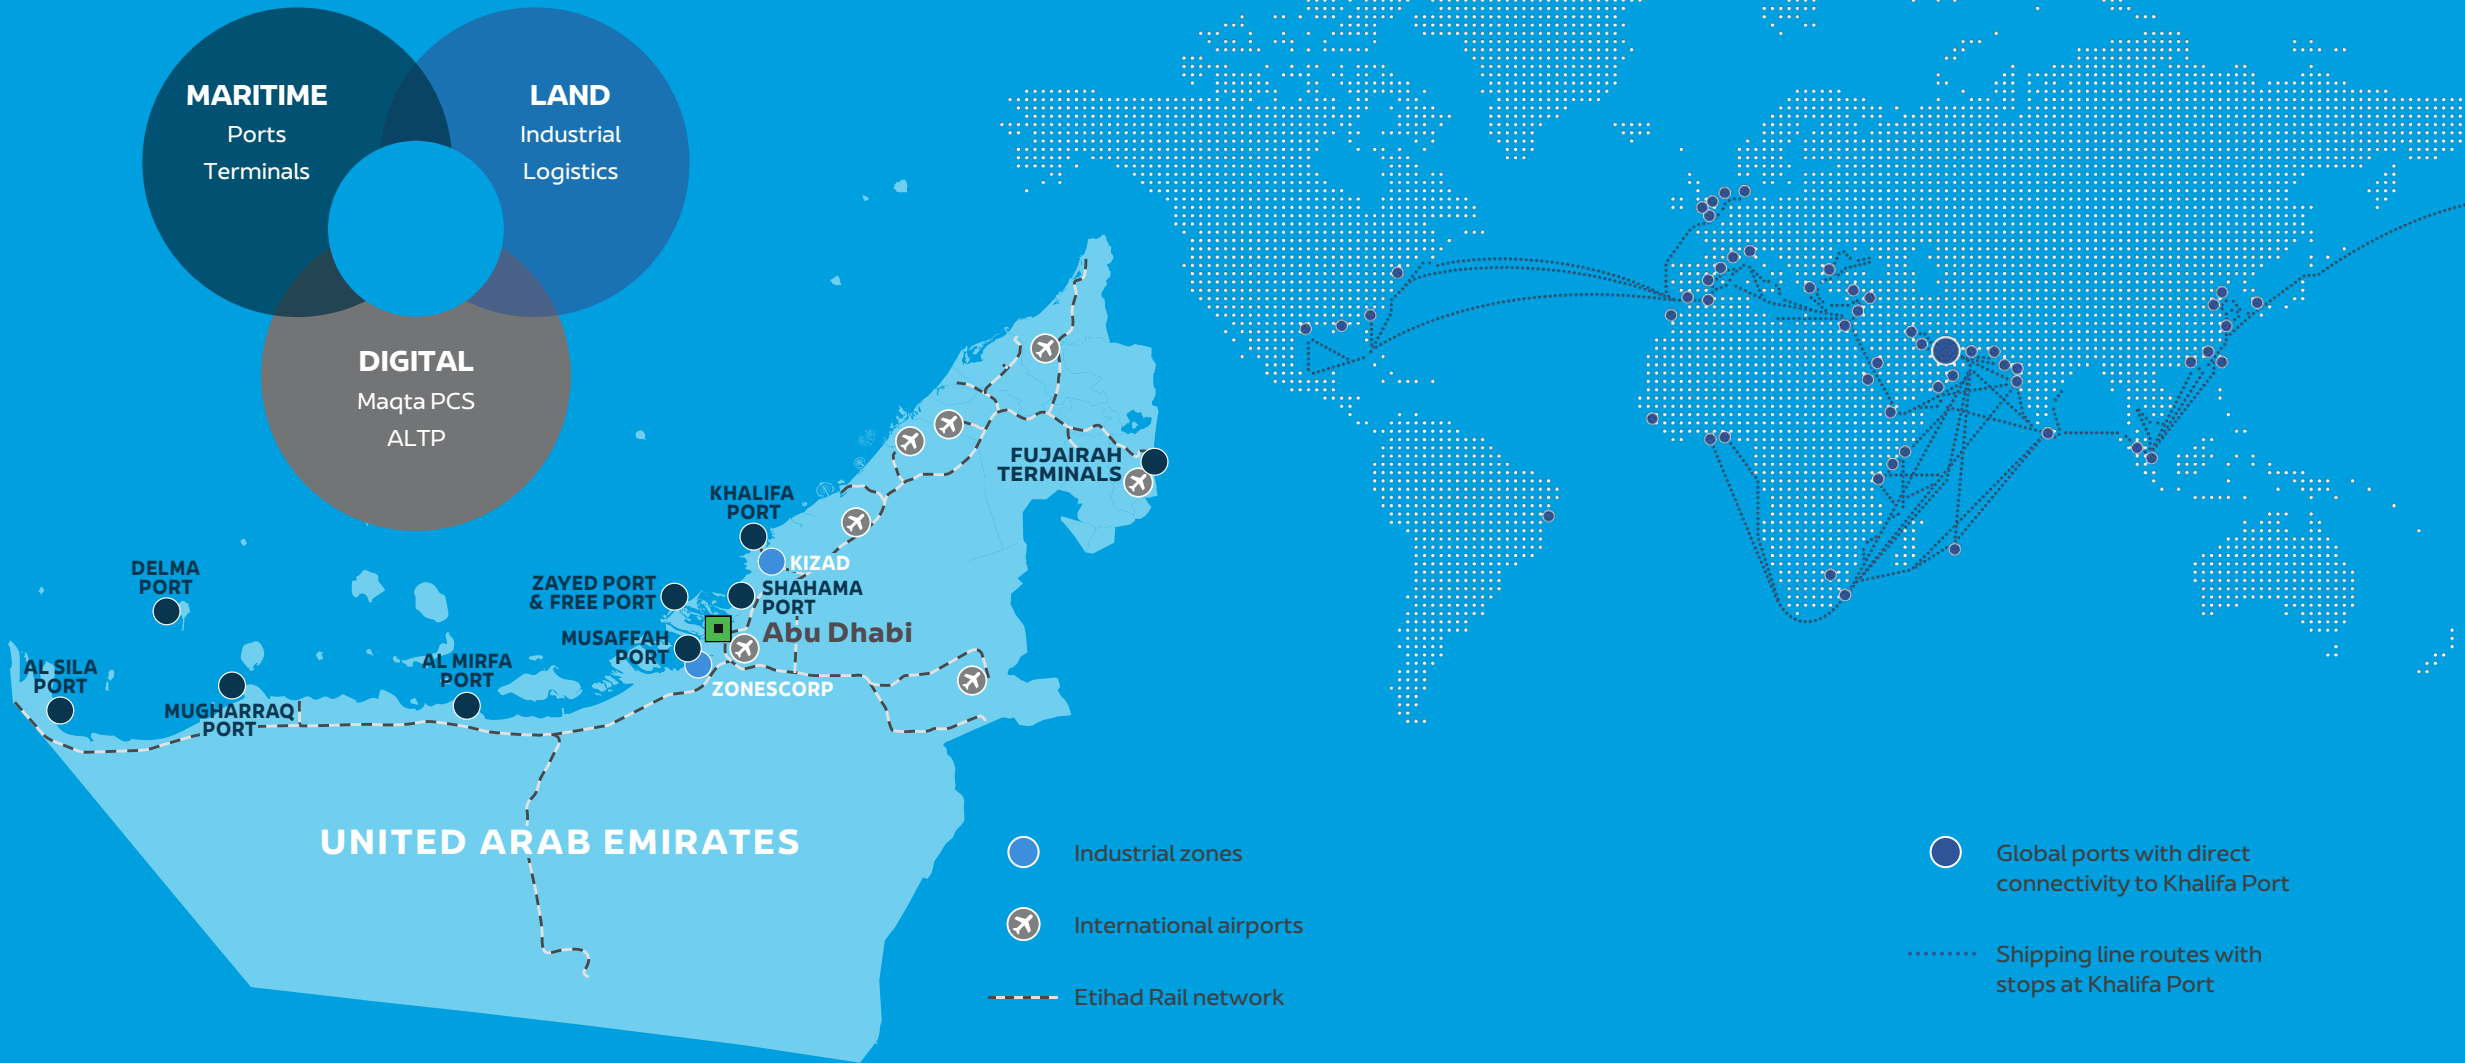 MARITIME
Ports
Terminals
LAND
Industrial
Logistics
DIGITAL
Maqta PCS
ALTP
FUJAIRAH
TERMINALS
KHALIFA
PORT
KIZAD
DELMA
PORT
ZAYED PORT
& FREE PORT
SHAHAMA
PORT
Abu Dhabi
MUSAFFAH
PORT
AL SILA
PORT
AL MIRFA
PORT
ZONESCORP
MUGHARRAQ
PORT
UNITED ARAB EMIRATES
Industrial zones
International airports
Etihad Rail network
Global ports with direct
connectivity to Khalifa Port
Shipping line routes with
stops at Khalifa Port